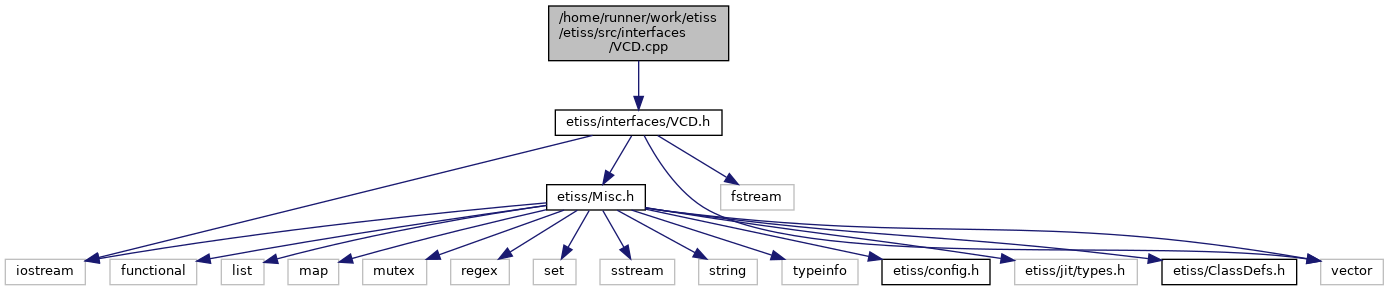 /home/runner/work/etiss
/etiss/src/interfaces
/VCD.cpp
etiss/interfaces/VCD.h
etiss/Misc.h
fstream
iostream
functional
list
map
mutex
regex
set
sstream
string
typeinfo
etiss/config.h
etiss/jit/types.h
etiss/ClassDefs.h
vector